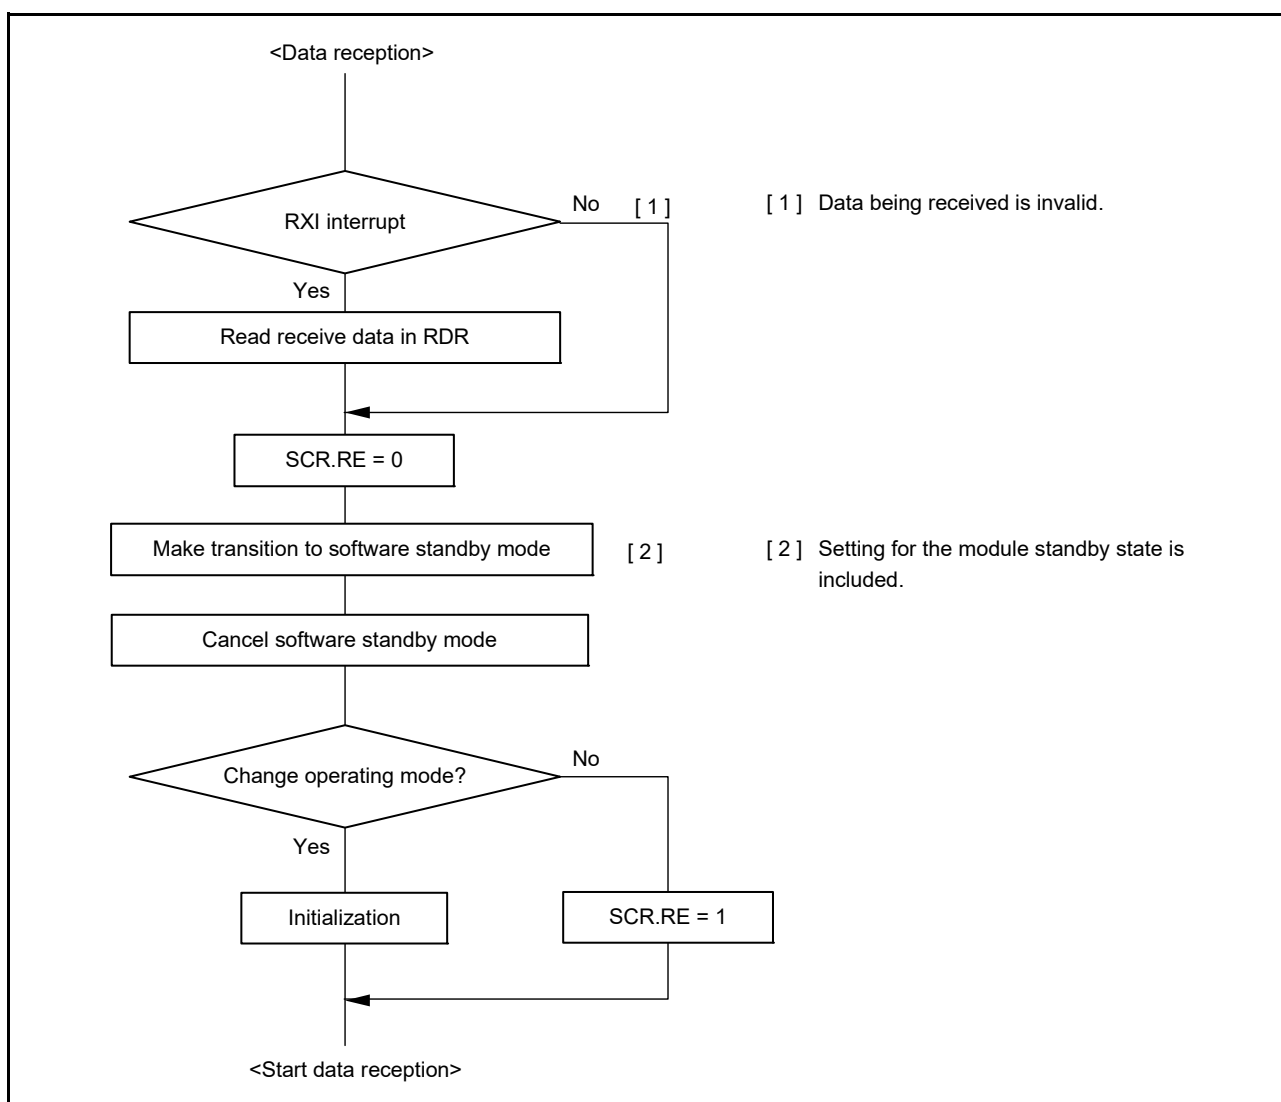 <Data reception>
RXI interrupt
No
[ 1 ]
[ 1 ] Data being received is invalid.
Yes
Read receive data in RDR
SCR.RE = 0
Make transition to software standby mode
[ 2 ]
[ 2 ] Setting for the module standby state is
included.
Cancel software standby mode
Change operating mode?
No
Yes
Initialization
SCR.RE = 1
<Start data reception>